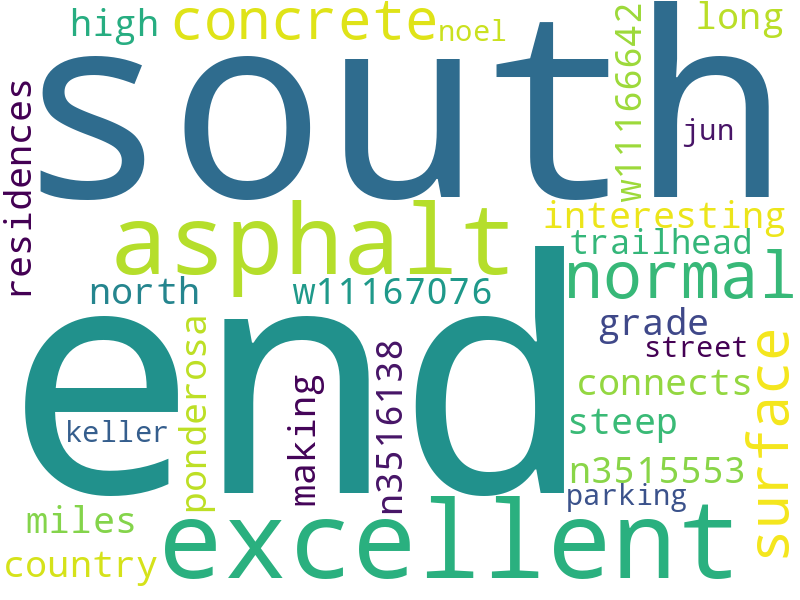 high
concrete
noel
long
south
w11166642
jun
residences
asphalt
interesting
trailhead
normal
north
w11167076
end
grade
street
surface
ponderosa
making
n3516138
connects
keller
steep
n3515553
parking
miles
excellent
country